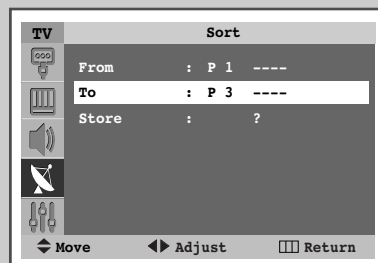 TV Sort
From : P 1 ----
To : P 3 ----
Store : ?
Move Adjust Return